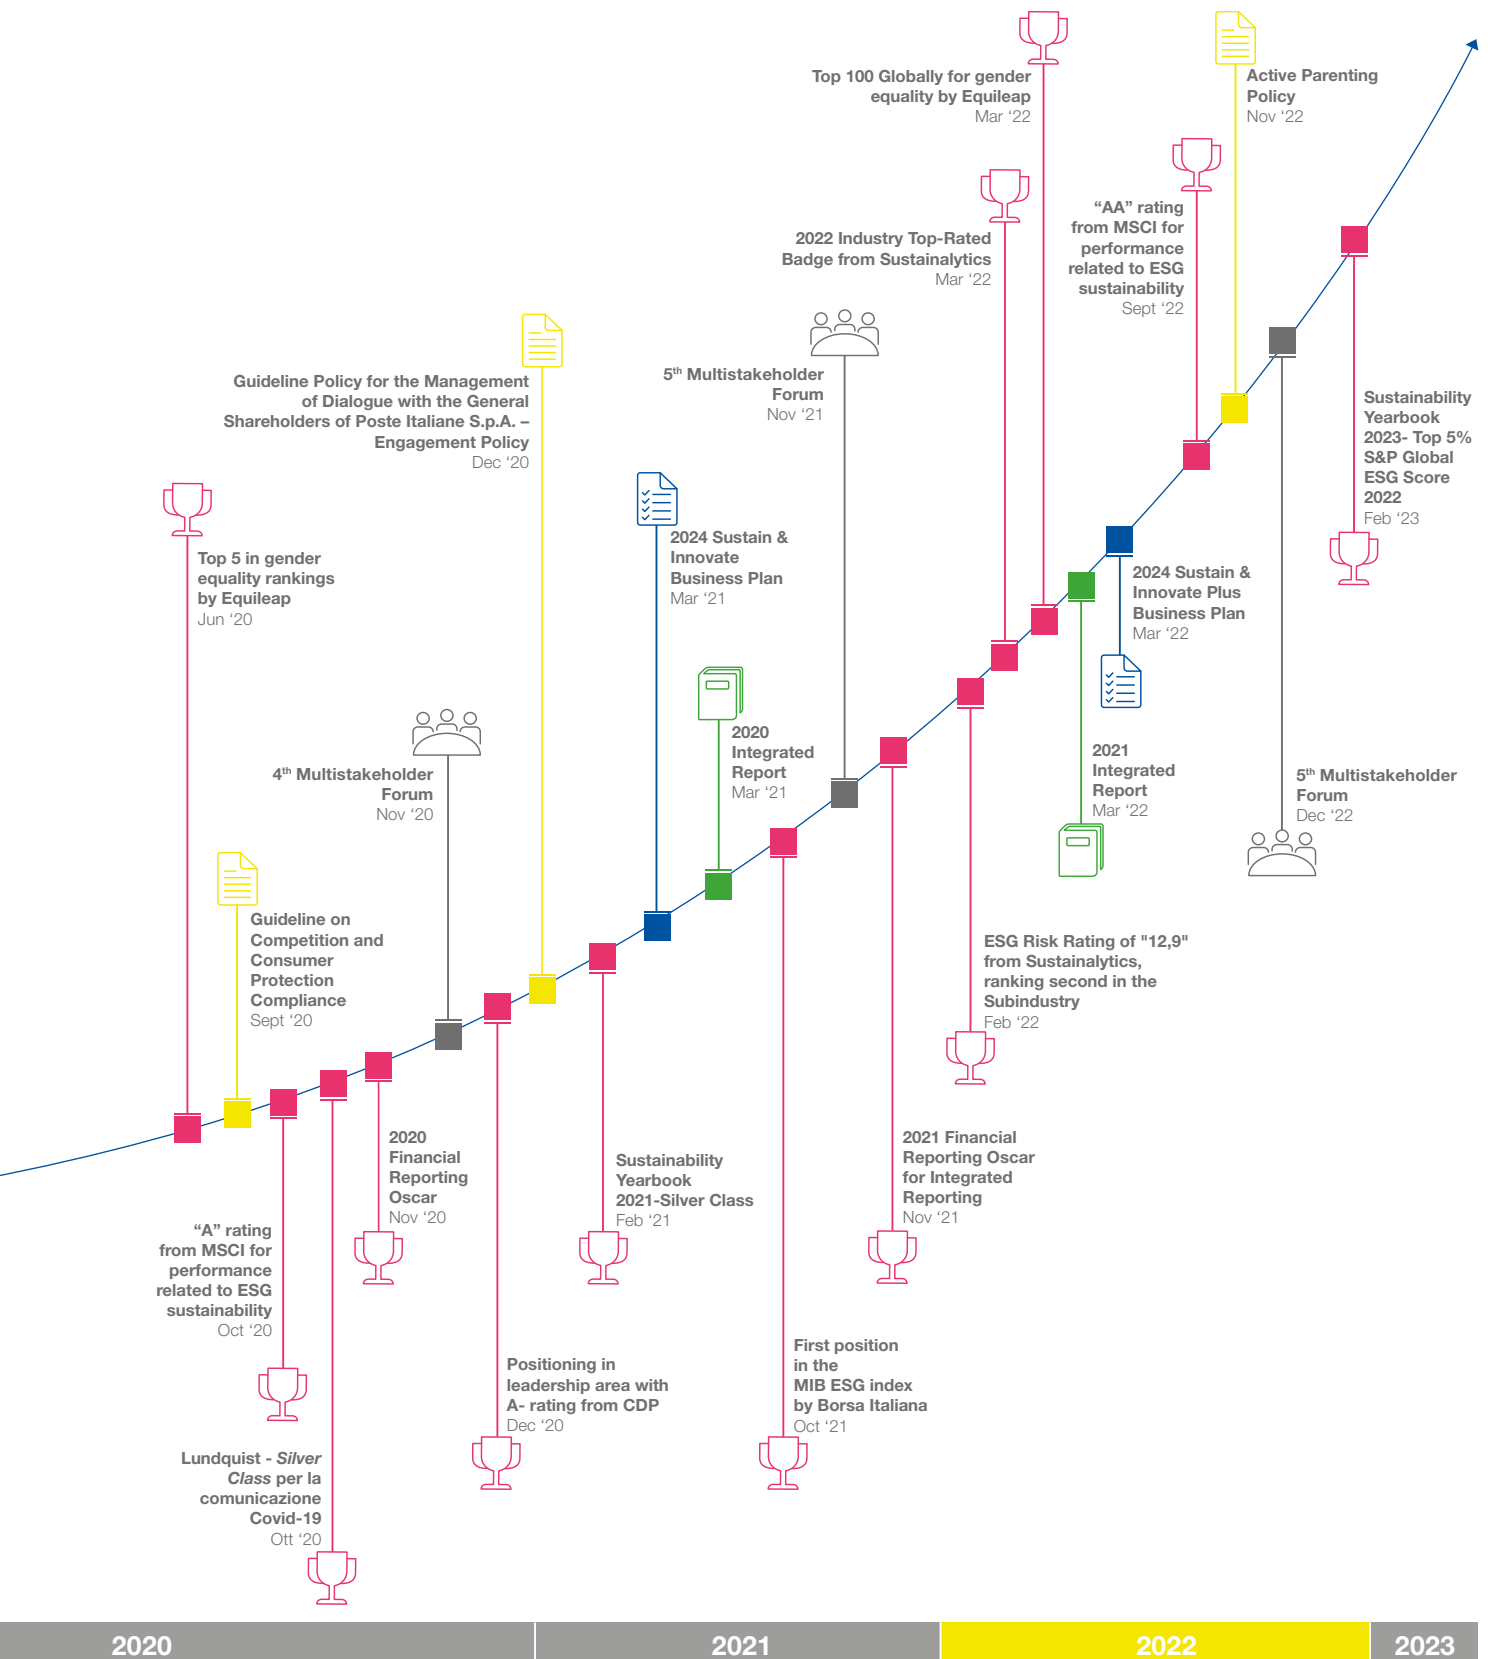 Top 100 Globally for gender
equality by Equileap
Mar ‘22
Active Parenting
Policy
Nov ‘22
“AA” rating
from MSCI for
performance
related to ESG
sustainability
Sept ‘22
2022 Industry Top-Rated
Badge from Sustainalytics
Mar ‘22
5th Multistakeholder
Forum
Nov ‘21
Guideline Policy for the Management
of Dialogue with the General
Shareholders of Poste Italiane S.p.A. –
Engagement Policy
Dec ‘20
Sustainability
Yearbook
2023- Top 5%
S&P Global
ESG Score
2022
Feb ‘23
Top 5 in gender
equality rankings
by Equileap
Jun ‘20
2024 Sustain &
Innovate
Business Plan
Mar ‘21
2024 Sustain &
Innovate Plus
Business Plan
Mar ‘22
2020
Integrated
Report
Mar ‘21
2021
Integrated
Report
Mar ‘22
4th Multistakeholder
Forum
Nov ‘20
5th Multistakeholder
Forum
Dec ‘22
Guideline on
Competition and
Consumer
Protection
Compliance
Sept ‘20
ESG Risk Rating of "12,9"
from Sustainalytics,
ranking second in the
Subindustry
Feb ‘22
2020
Financial
Reporting
Oscar
Nov ‘20
Sustainability
Yearbook
2021-Silver Class
Feb ‘21
2021 Financial
Reporting Oscar
for Integrated
Reporting
Nov ‘21
“A” rating
from MSCI for
performance
related to ESG
sustainability
Oct ‘20
Positioning in
leadership area with
A- rating from CDP
Dec ‘20
First position
in the
MIB ESG index
by Borsa Italiana
Oct ‘21
Lundquist - Silver
Class per la
comunicazione
Covid-19
Ott ‘20
2020
2021
2022
2023